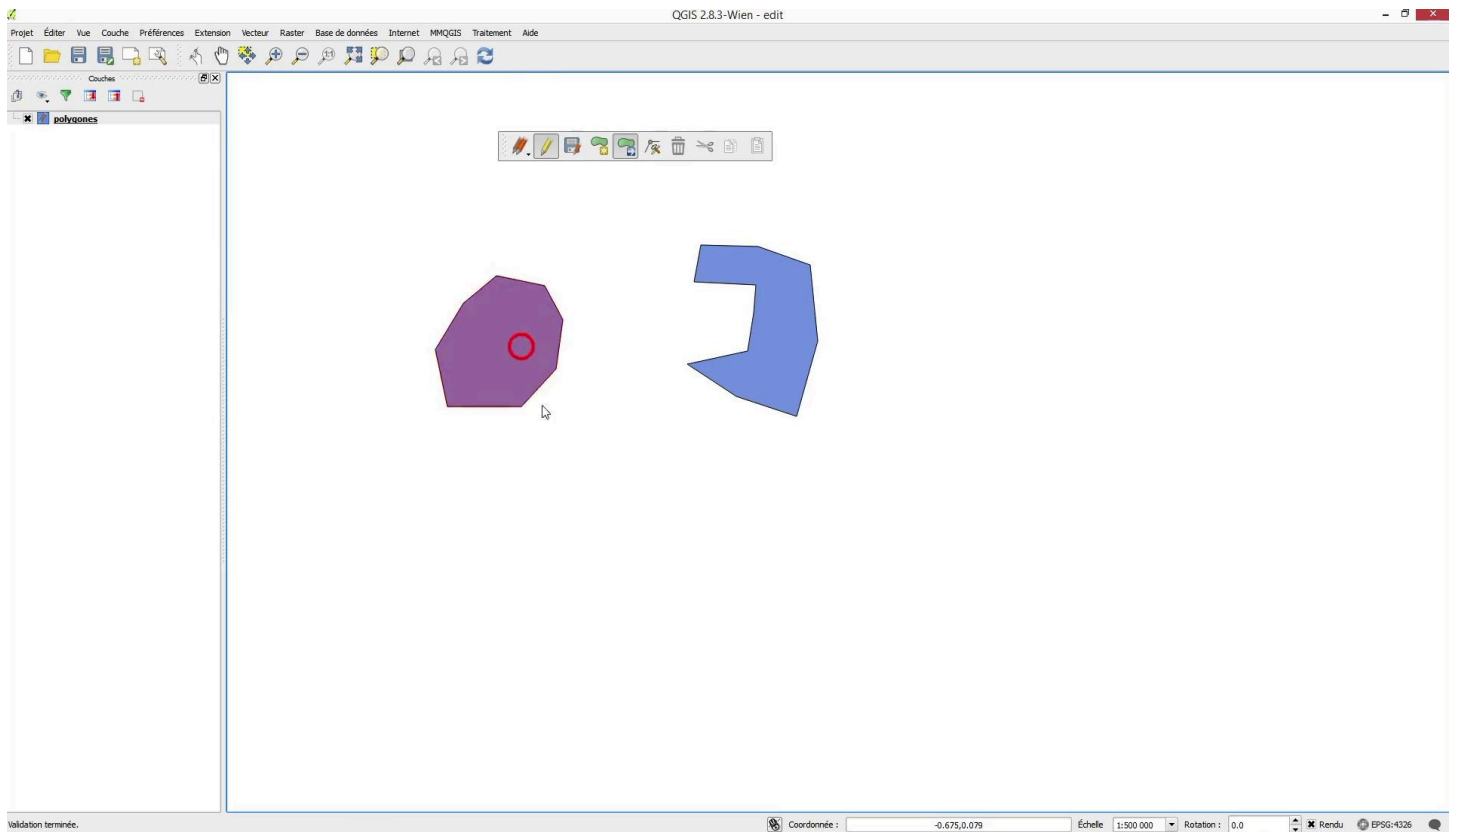 QGIS 2.8.3-Wien - edit
Projet Éditer Vue Couche Préférences Extension Vecteur Raster Base de données Internet MMQGIS Traitement Aide
Couches
polygones
Validation terminée.
Coordonnée : -0.675,0.079 Échelle 1:500 000 Rotation : 0.0 Rendu EPSG:4326